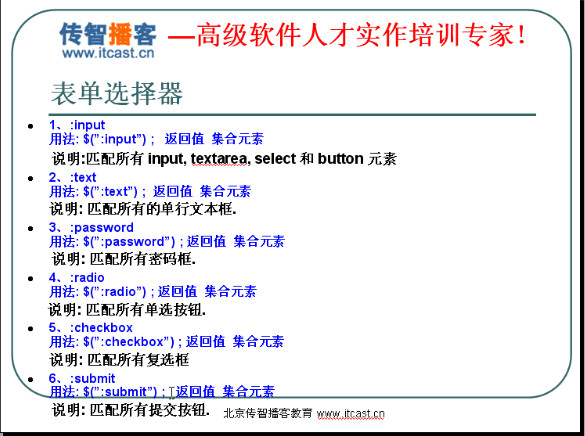 传智播客 —高级软件人才实作培训专家!
www.itcast.cn
表单选择器
1、:input
用法: $(”:input”) ;   返回值  集合元素
说明:匹配所有 input, textarea, select 和 button 元素
2、:text
用法: $(”:text”) ;  返回值  集合元素
说明: 匹配所有的单行文本框.
3、:password
用法: $(”:password”) ; 返回值  集合元素
说明: 匹配所有密码框.
4、:radio
用法: $(”:radio”) ; 返回值  集合元素
说明: 匹配所有单选按钮.
5、:checkbox
用法: $(”:checkbox”) ; 返回值  集合元素
说明: 匹配所有复选框
6、:submit
用法: $(”:submit”) ;  返回值  集合元素
说明: 匹配所有提交按钮.
北京传智播客教育 www.itcast.cn